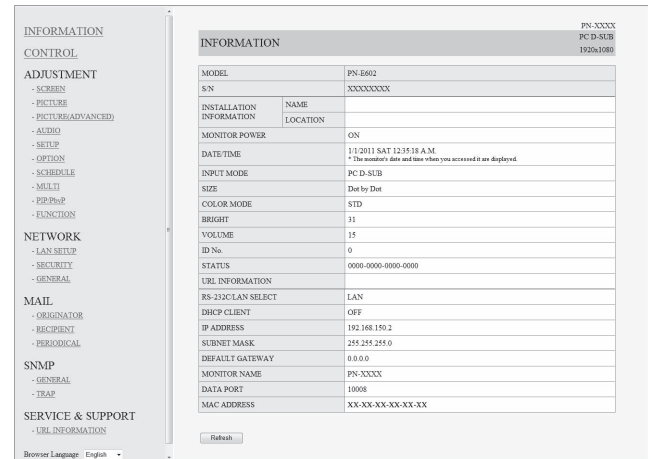 INFORMATION
CONTROL
ADJUSTMENT
- SCREEN
- PICTURE
- PICTURE(ADVANCED)
- AUDIO
- SETUP
- OPTION
- SCHEDULE
- MULTI
- PIP/PbyP
- FUNCTION
NETWORK
- LAN SETUP
- SECURITY
- GENERAL
MAIL
- ORIGINATOR
- RECIPIENT
- PERIODICAL
SNMP
- GENERAL
- TRAP
SERVICE & SUPPORT
- URL INFORMATION
Browser Language English
PN-XXXX
INFORMATION
PC D-SUB
1920x1080
MODEL PN-E602
S/N XXXXXXXX
INSTALLATION INFORMATION
NAME
LOCATION
MONITOR POWER ON
DATE/TIME 1/1/2011 SAT 12:35:18 A.M.
* The monitor's date and time when you accessed it are displayed.
INPUT MODE PC D-SUB
SIZE Dot by Dot
COLOR MODE STD
BRIGHT 31
VOLUME 15
ID No. 0
STATUS 0000-0000-0000-0000
URL INFORMATION
RS-232C/LAN SELECT LAN
DHCP CLIENT OFF
IP ADDRESS 192.168.150.2
SUBNET MASK 255.255.255.0
DEFAULT GATEWAY 0.0.0.0
MONITOR NAME PN-XXXX
DATA PORT 10008
MAC ADDRESS XX-XX-XX-XX-XX-XX
Refresh